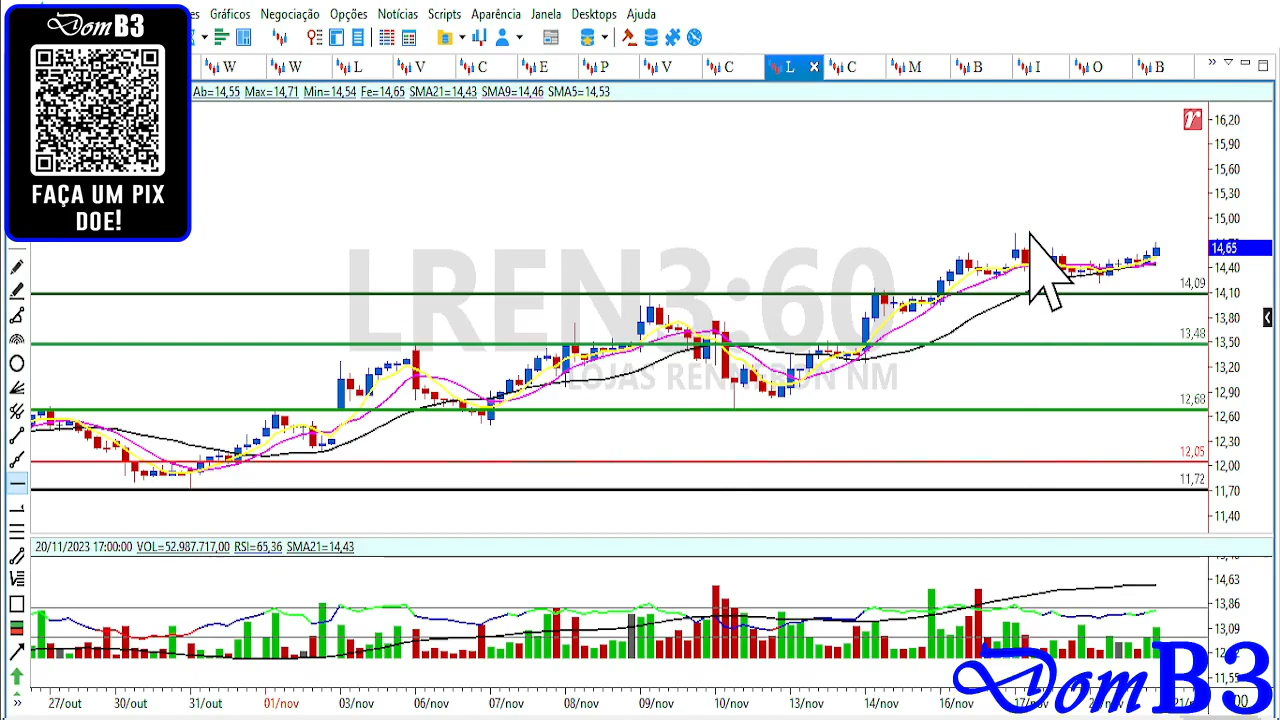 Dom B3
Gráficos Negociação Opções Notícias Scripts Aparência Janela Desktops Ajuda
W W L V C E P V C L C M B I O B
Ab=14,55 Max=14,71 Min=14,54 Fe=14,65 SMA21=14,43 SMA9=14,46 SMA5=14,53
FAÇA UM PIX
DOE!
LREN3:60
LOJAS RENNER ON NM
16,20
15,90
15,60
15,30
15,00
14,65
14,40
14,09
14,10
13,80
13,48
13,50
13,20
12,90
12,68
12,60
12,30
12,05
12,00
11,72
11,70
11,40
20/11/2023 17:00:00 VOL=52.987.717,00 RSI=65,36 SMA21=14,43
14,63
13,86
13,09
27/out 30/out 31/out 01/nov 03/nov 06/nov 07/nov 08/nov 09/nov 10/nov 13/nov 14/nov 16/nov 17/nov
Dom B3